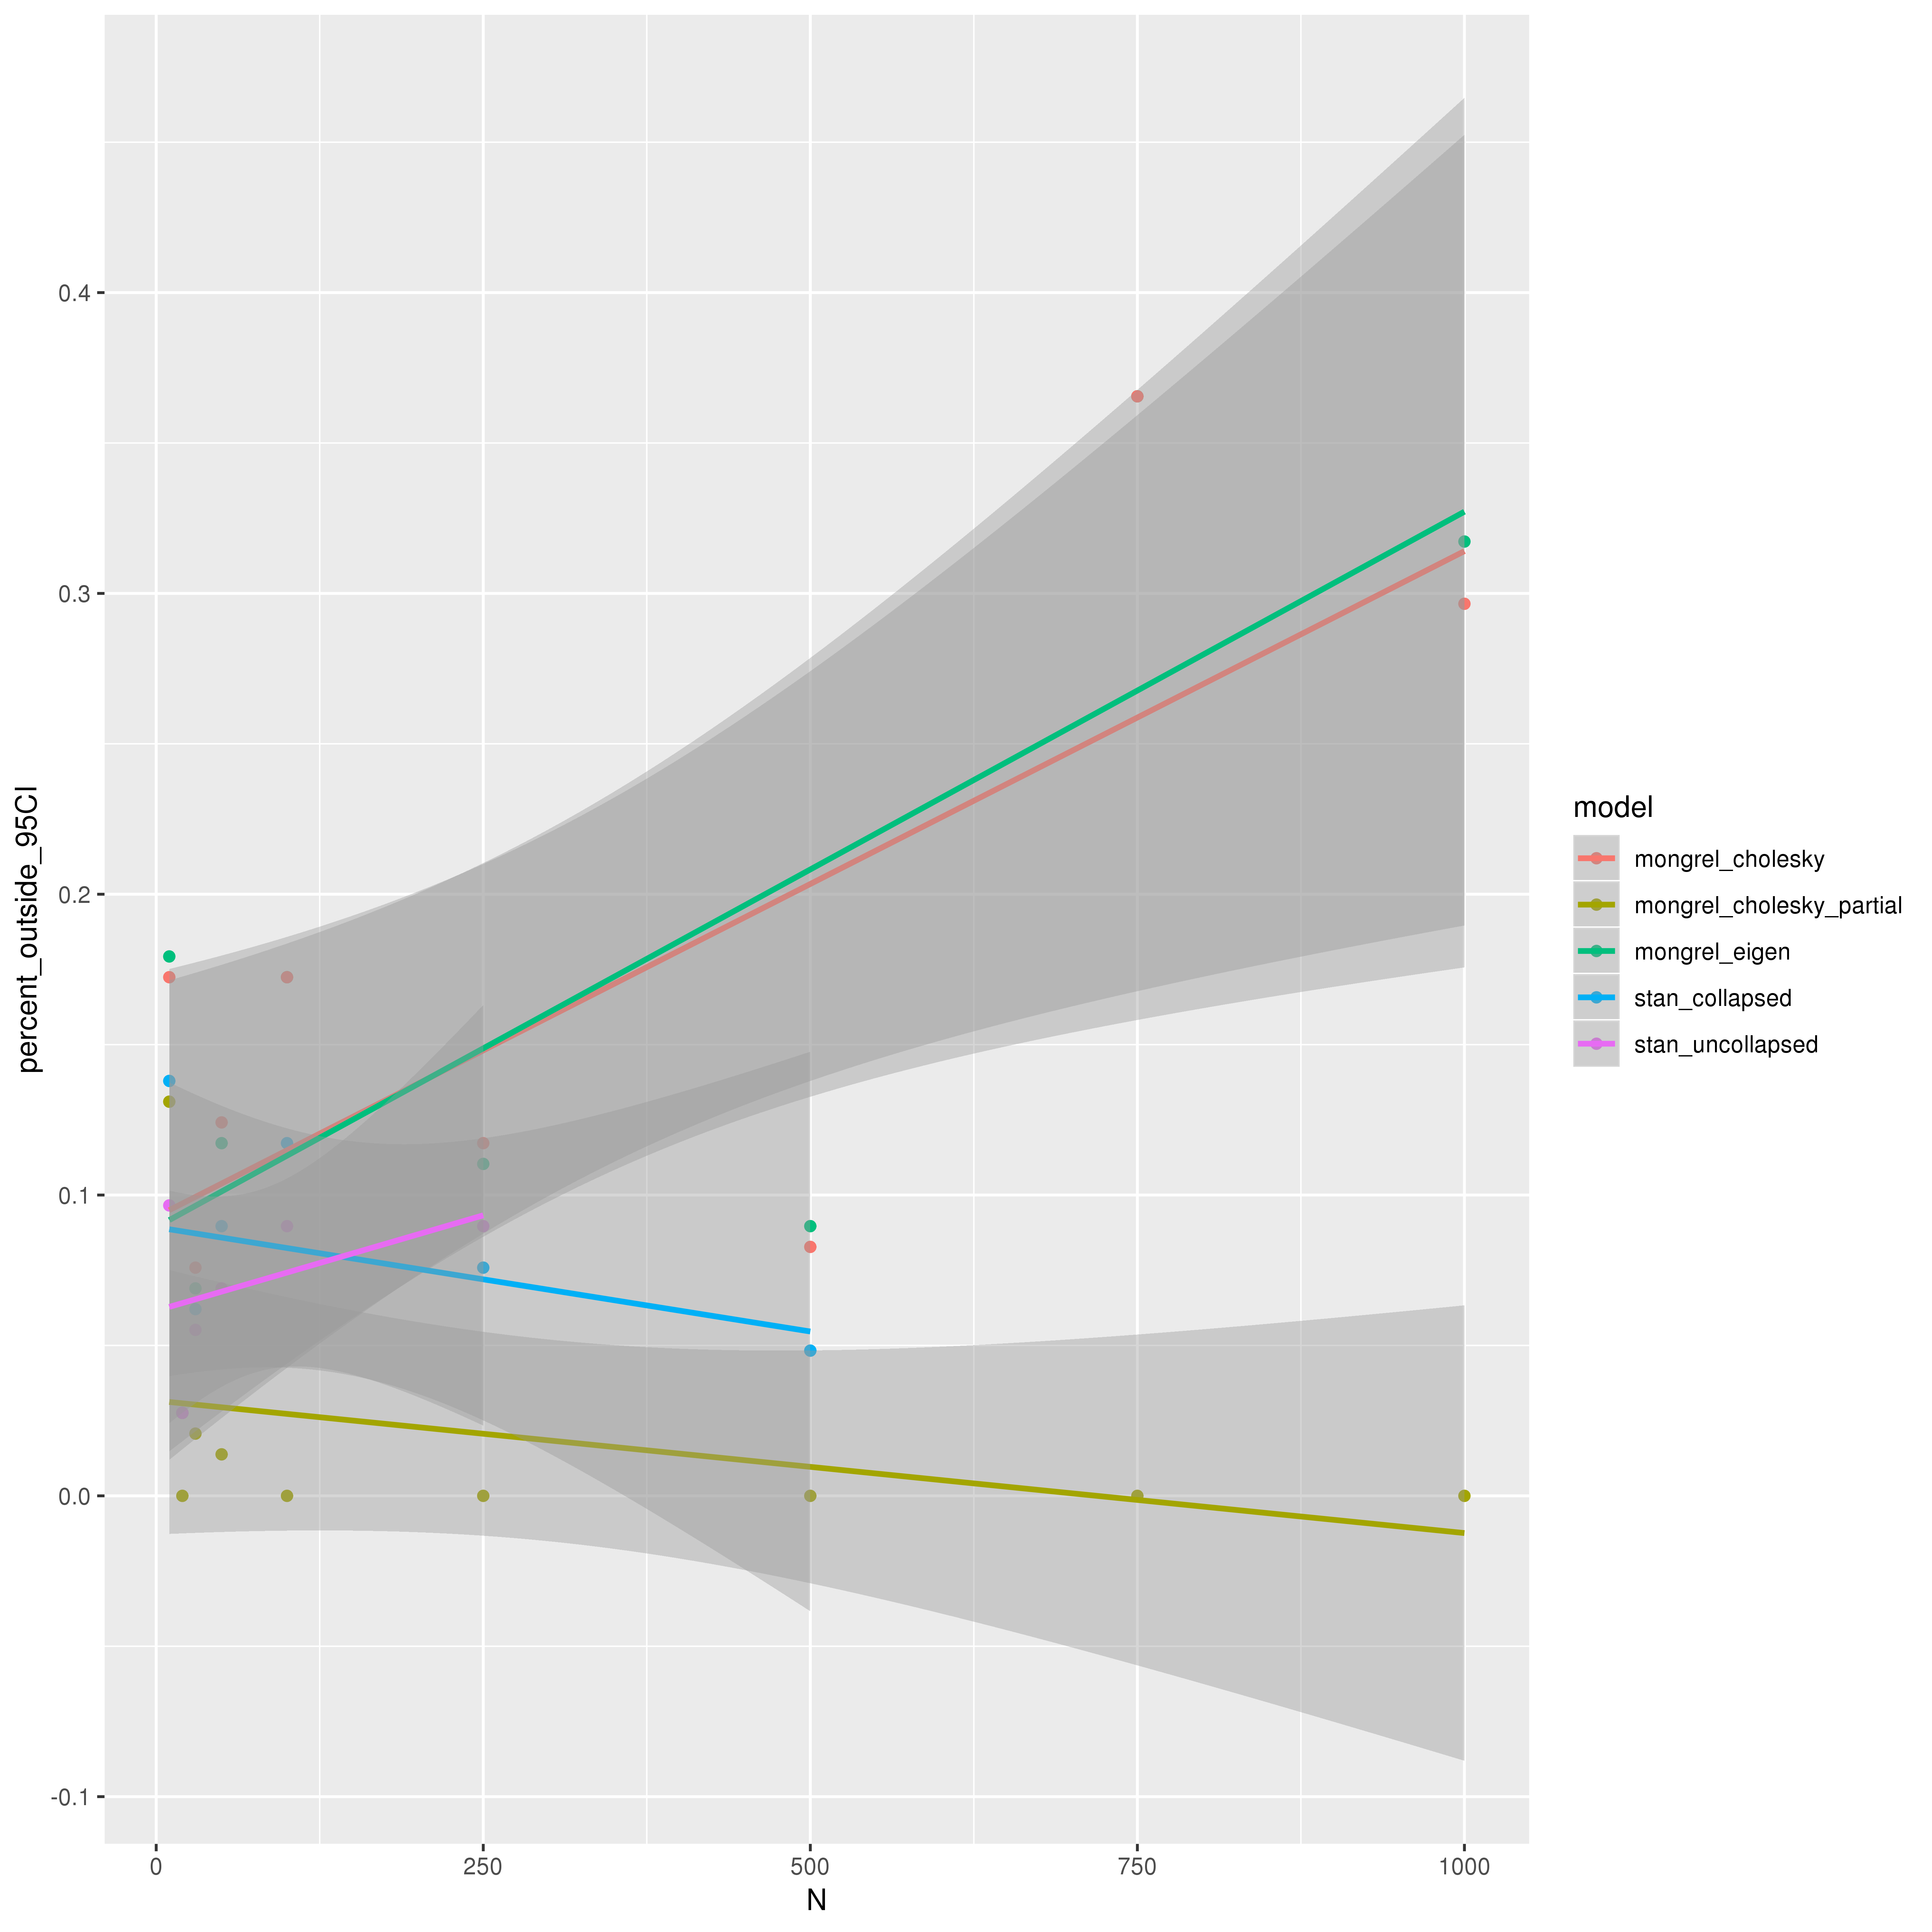 percent_outside_95CI
0.4
0.3
0.2
0.1
0.0
-0.1
0
250
500
750
1000
N
model
mongrel_cholesky
mongrel_cholesky_partial
mongrel_eigen
stan_collapsed
stan_uncollapsed